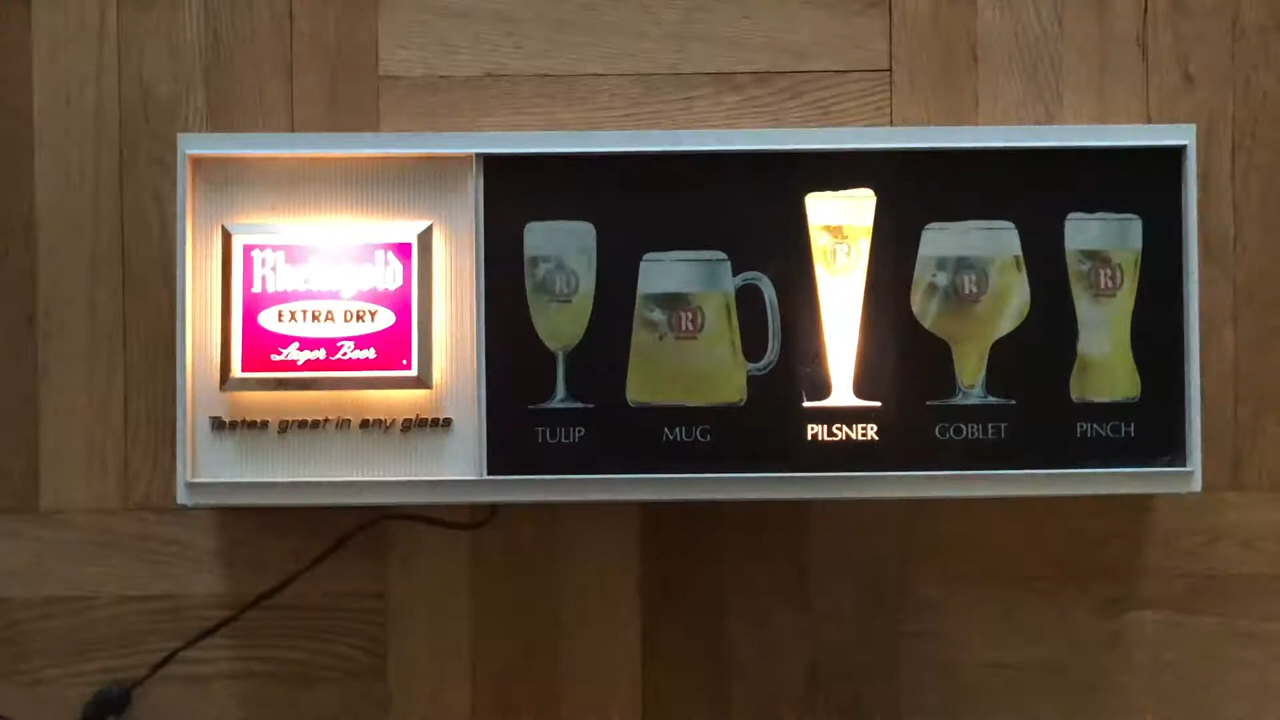 Rheingold
EXTRA DRY
Lager Beer
Tastes great in any glass
R
R
R
R
R
TULIP
MUG
PILSNER
GOBLET
PINCH